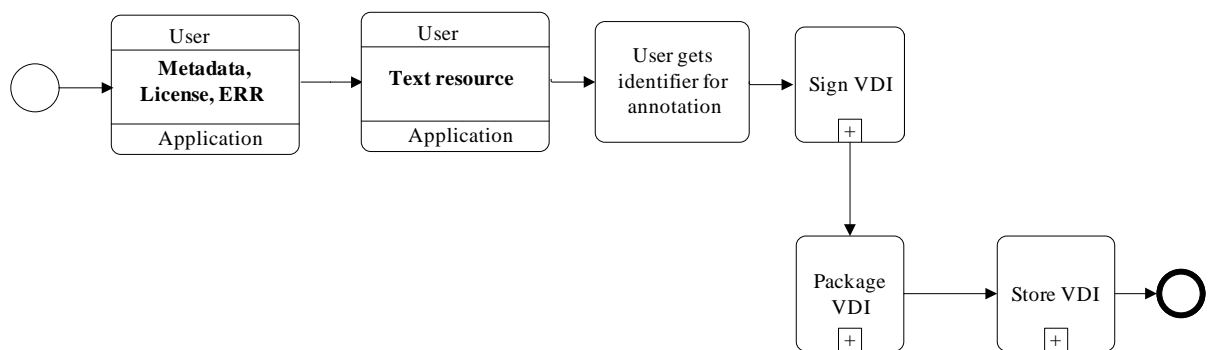 User
Metadata,
License, ERR
Application
User
Text resource
Application
User gets
identifier for
annotation
Sign VDI
+
Package
VDI
+
Store VDI
+